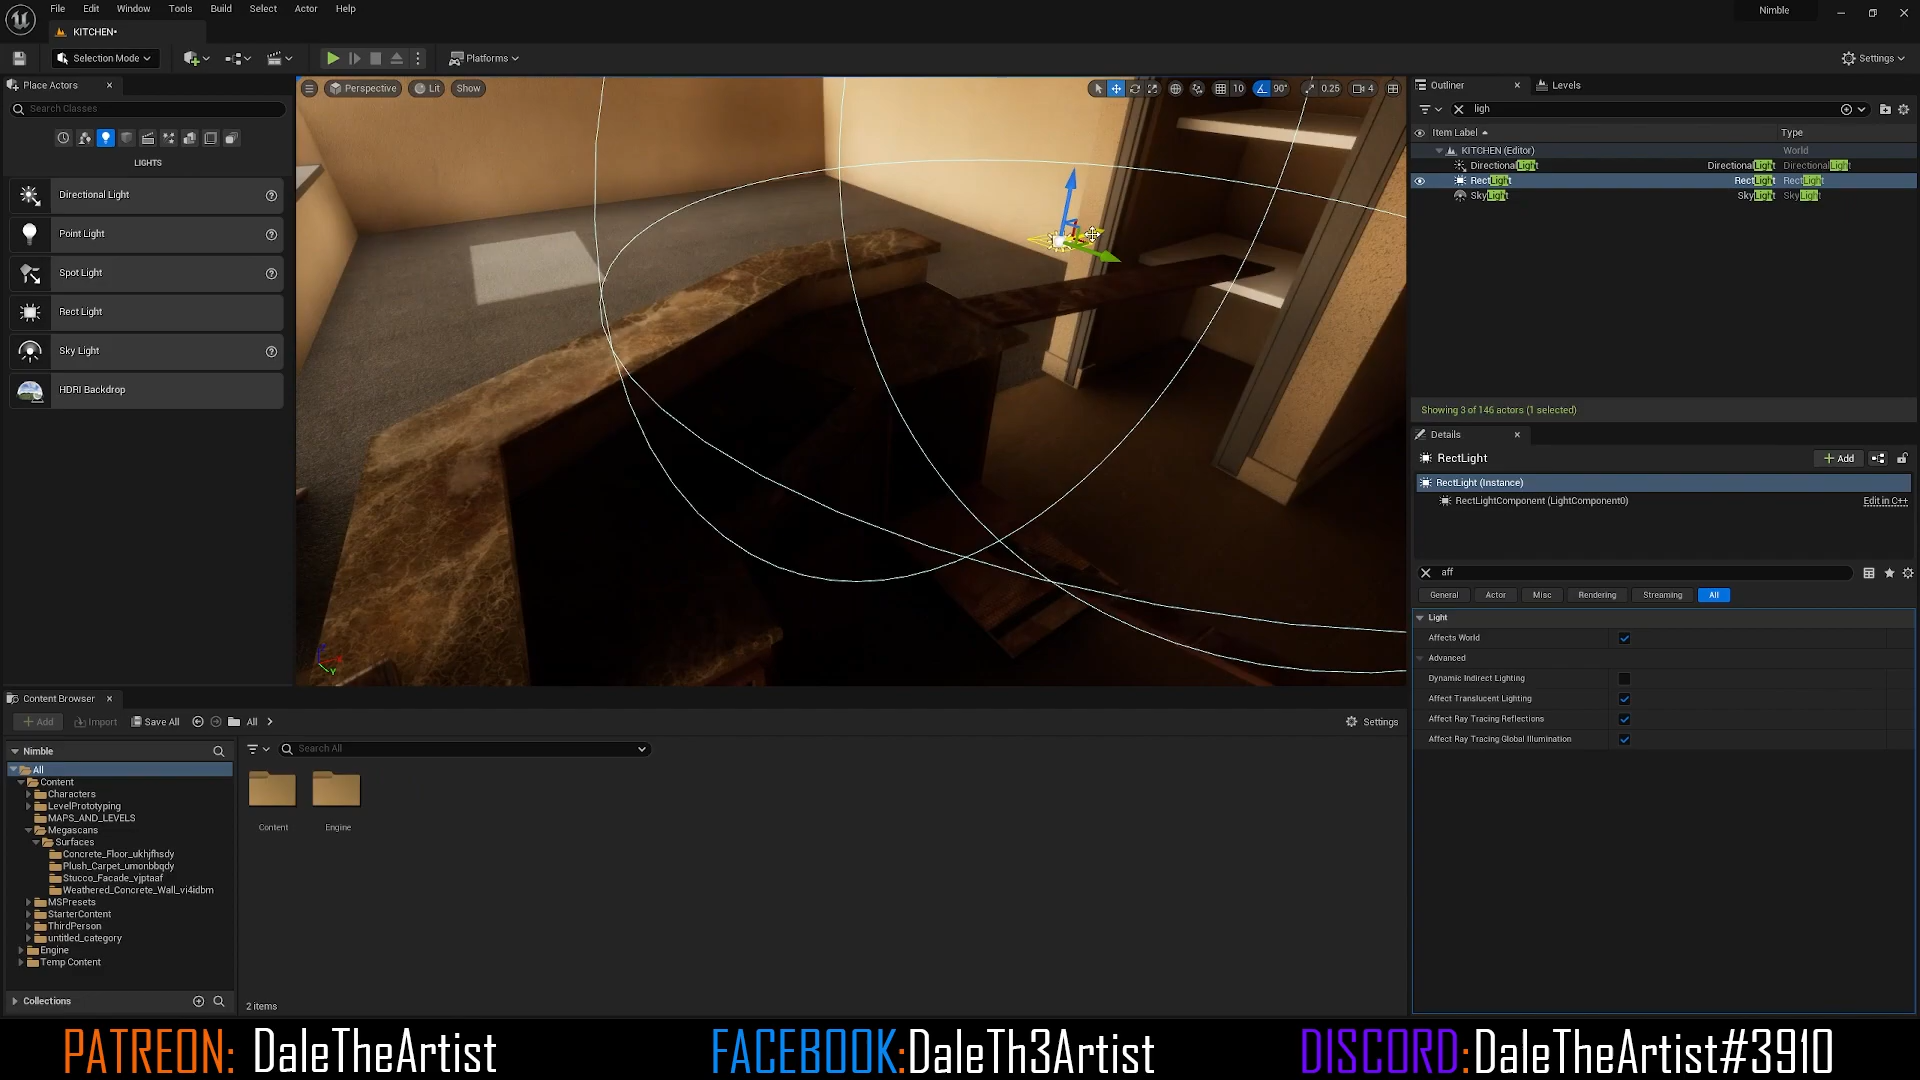 File Edit Window Tools Build Select Actor Help
Nimble
KITCHEN•
Selection Mode
Platforms
Settings
Place Actors
Search Classes
LIGHTS
Directional Light
Point Light
Spot Light
Rect Light
Sky Light
HDRI Backdrop
Perspective Lit Show
10 90° 0.25 4
Outliner Levels
ligh
Item Label Type
KITCHEN (Editor) World
DirectionalLight DirectionalLight DirectionalLight
RectLight RectLight RectLight
SkyLight SkyLight SkyLight
Showing 3 of 146 actors (1 selected)
Details
RectLight
+ Add
RectLight (Instance)
RectLightComponent (LightComponent0) Edit in C++
aff
General Actor Misc Rendering Streaming All
Light
Affects World
Advanced
Dynamic Indirect Lighting
Affect Translucent Lighting
Affect Ray Tracing Reflections
Affect Ray Tracing Global Illumination
Content Browser
+ Add Import Save All All
Settings
Nimble
Search All
All
Content
Characters
LevelPrototyping
MAPS_AND_LEVELS
Megascans
Surfaces
Concrete_Floor_ukhjfhsdy
Plush_Carpet_umonbbqdy
Stucco_Facade_vjptaaf
Weathered_Concrete_Wall_vi4idbm
MSPresets
StarterContent
ThirdPerson
untitled_category
Engine
Temp Content
Content Engine
Collections
2 items
PATREON: DaleTheArtist FACEBOOK:DaleTh3Artist DISCORD:DaleTheArtist#3910